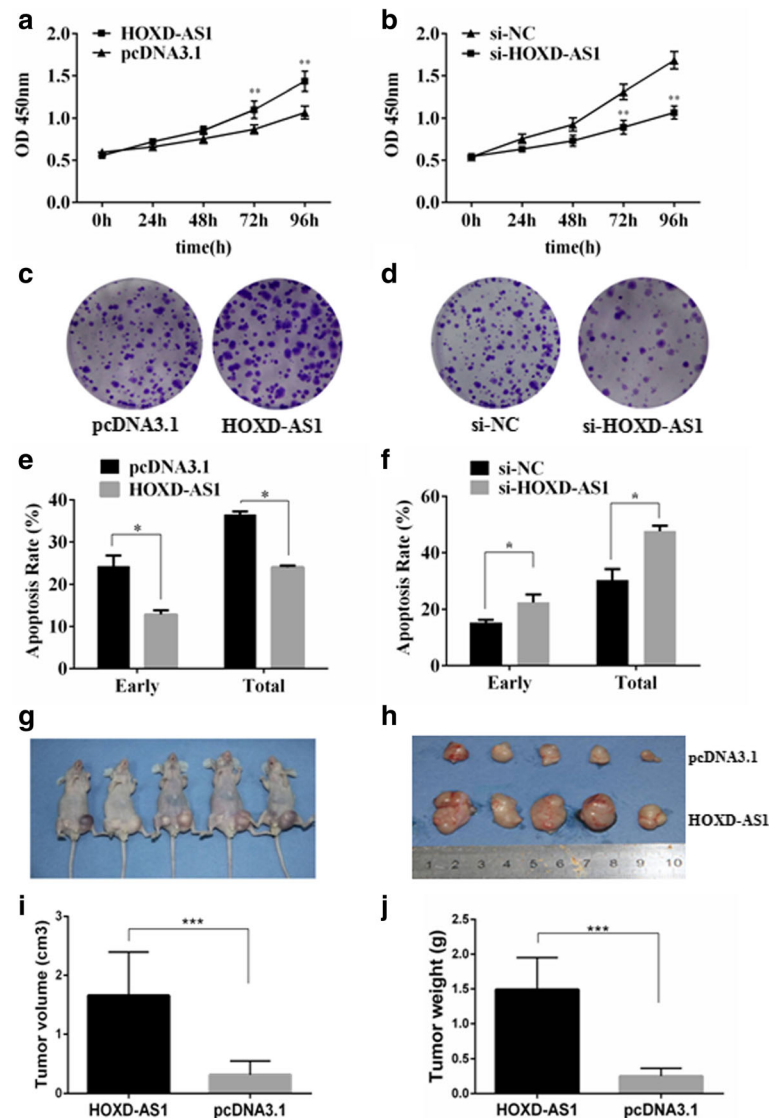 a
HOXD-AS1
pcDNA3.1
OD 450nm
2.0
1.5
1.0
0.5
0.0
**
**
0h 24h 48h 72h 96h
time(h)
b
si-NC
si-HOXD-AS1
OD 450nm
2.0
1.5
1.0
0.5
0.0
**
**
0h 24h 48h 72h 96h
time(h)
c
pcDNA3.1 HOXD-AS1
d
si-NC si-HOXD-AS1
e
pcDNA3.1
HOXD-AS1
Apoptosis Rate (%)
40
30
20
10
0
*
*
Early Total
f
si-NC
si-HOXD-AS1
Apoptosis Rate (%)
60
40
20
0
*
*
Early Total
g
h
pcDNA3.1
HOXD-AS1
1 2 3 4 5 6 7 8 9 10
i
Tumor volume (cm3)
3
2
1
0
***
HOXD-AS1 pcDNA3.1
j
Tumor weight (g)
2.5
2.0
1.5
1.0
0.5
0.0
***
HOXD-AS1 pcDNA3.1